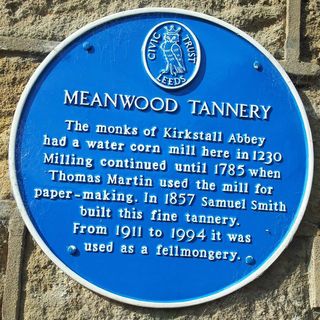 CIVIC TRUST
LEEDS
MEANWOOD TANNERY
The monks of Kirkstall Abbey
had a water corn mill here in 1230
Milling continued until 1785 when
Thomas Martin used the mill for
paper-making. In 1857 Samuel Smith
built this fine tannery.
From 1911 to 1994 it was
used as a fellmongery.